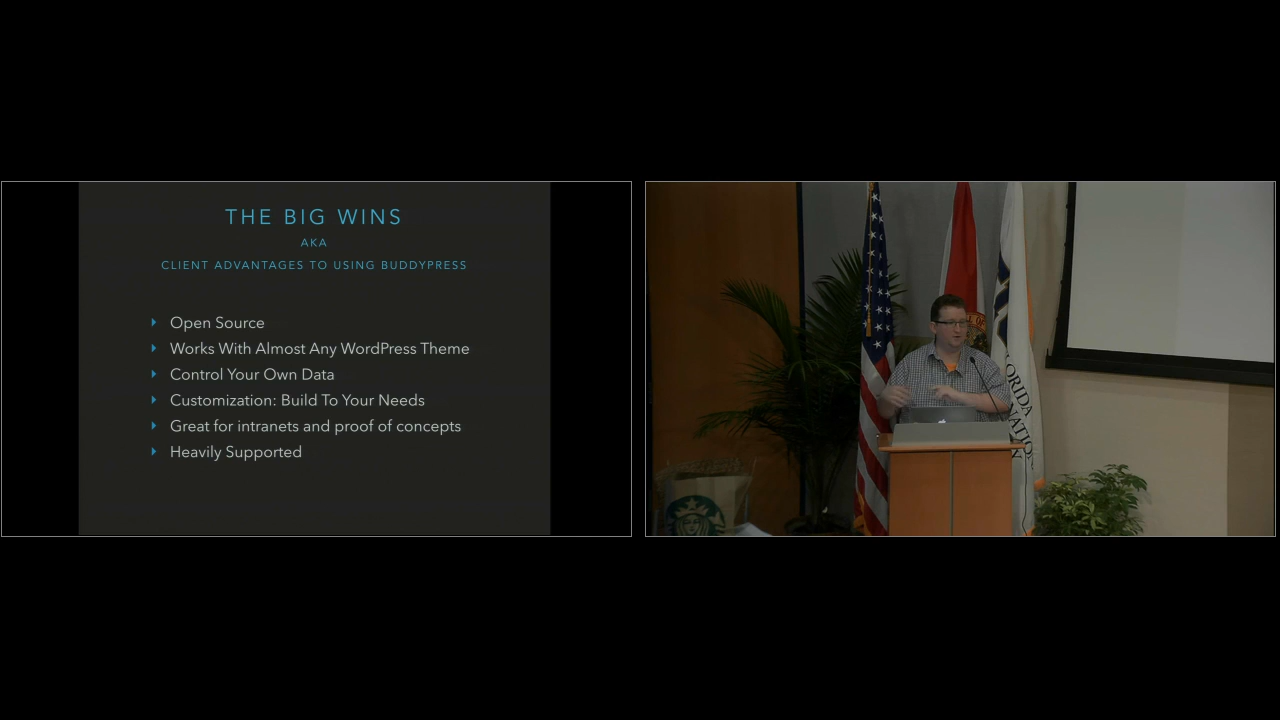 THE BIG WINS
AKA
CLIENT ADVANTAGES TO USING BUDDYPRESS
Open Source
Works With Almost Any WordPress Theme
Control Your Own Data
Customization: Build To Your Needs
Great for intranets and proof of concepts
Heavily Supported